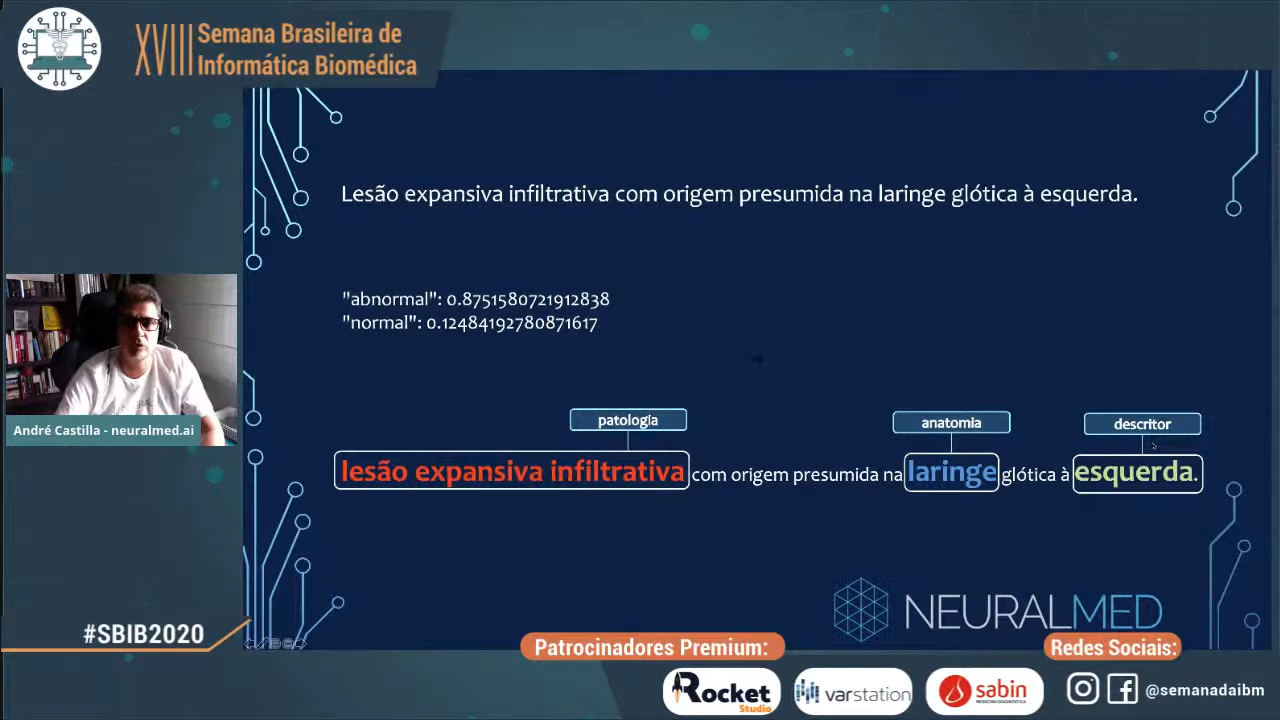 XVIII Semana Brasileira de
Informática Biomédica
Lesão expansiva infiltrativa com origem presumida na laringe glótica à esquerda.
"abnormal": 0.8751580721912838
"normal": 0.12484192780871617
patologia
anatomia
descritor
lesão expansiva infiltrativa com origem presumida na laringe glótica à esquerda.
André Castilla - neuralmed.ai
NEURALMED
#SBIB2020
Patrocinadores Premium:
Redes Sociais:
Rocket
Studio
varstation
sabin
MEDICINA DIAGNÓSTICA
@semanadaibm